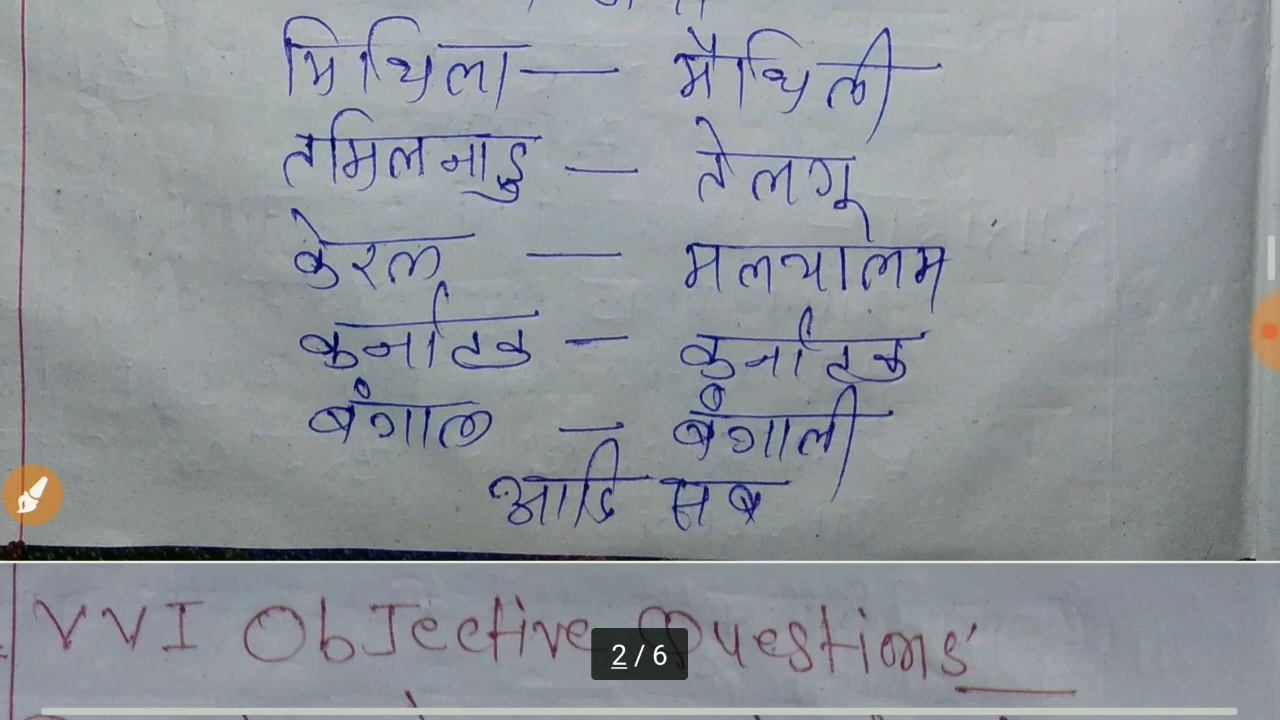 मिथिला — मैथिली
तमिलनाडु — तेलगू
केरल — मलयालम
कर्नाटक — कर्नाटक
बंगाल — बंगाली
आदि सब
VVI Objective Questions
2 / 6